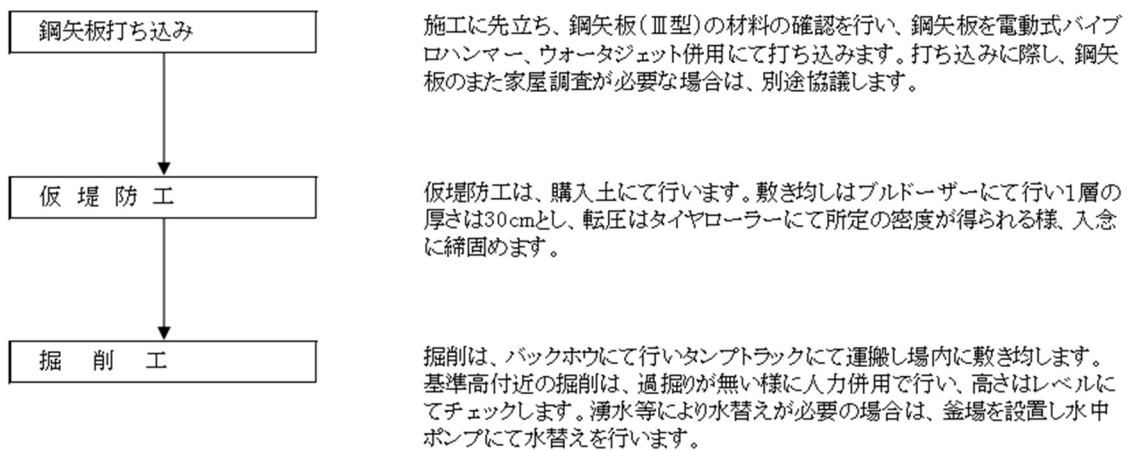 鋼矢板打ち込み
施工に先立ち、鋼矢板(Ⅲ型)の材料の確認を行い、鋼矢板を電動式バイブ
ロハンマー、ウォータジェット併用にて打ち込みます。打ち込みに際し、鋼矢
板のまた家屋調査が必要な場合は、別途協議します。
仮 堤 防 工
仮堤防工は、購入土にて行います。敷き均しはブルドーザーにて行い1層の
厚さは30cmとし、転圧はタイヤローラーにて所定の密度が得られる様、入念
に締固めます。
掘 削 工
掘削は、バックホウにて行いタンプトラックにて運搬し場内に敷き均します。
基準高付近の掘削は、過掘りが無い様に人力併用で行い、高さはレベルに
てチェックします。湧水等により水替えが必要の場合は、釜場を設置し水中
ポンプにて水替えを行います。